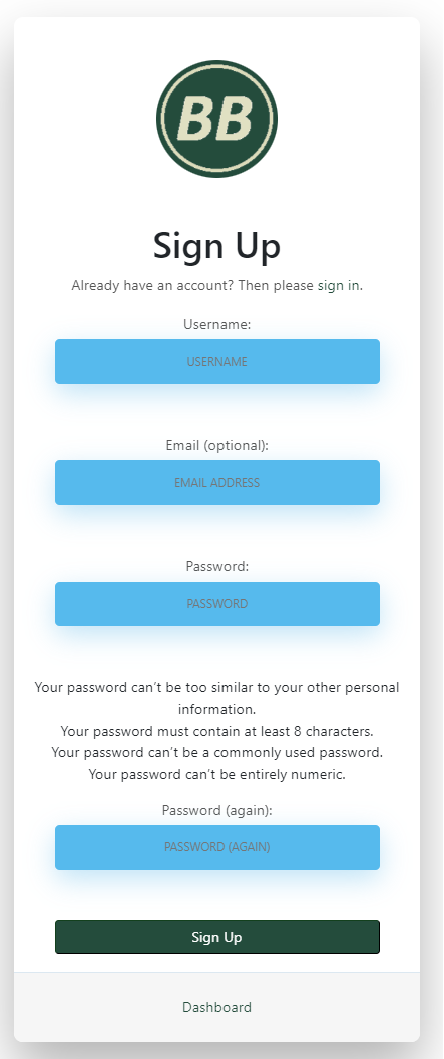 BB
Sign Up
Already have an account? Then please sign in.
Username:
USERNAME
Email (optional):
EMAIL ADDRESS
Password:
PASSWORD
Your password can't be too similar to your other personal
information.
Your password must contain at least 8 characters.
Your password can't be a commonly used password.
Your password can't be entirely numeric.
Password (again):
PASSWORD (AGAIN)
Sign Up
Dashboard